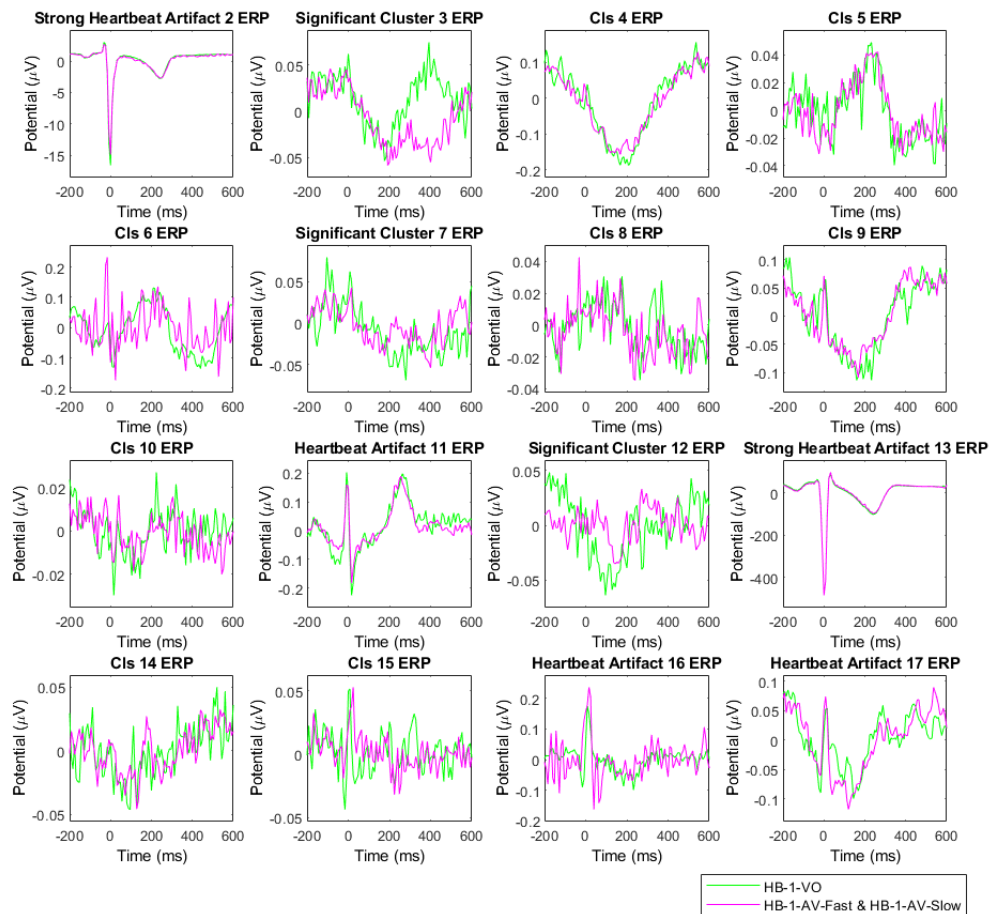 Strong Heartbeat Artifact 2 ERP
Potential (μV)
0
-5
-10
-15
-200 0 200 400 600
Time (ms)
Significant Cluster 3 ERP
Potential (μV)
0.05
0
-0.05
-200 0 200 400 600
Time (ms)
Cls 4 ERP
Potential (μV)
0.1
0
-0.1
-0.2
-200 0 200 400 600
Time (ms)
Cls 5 ERP
Potential (μV)
0.04
0.02
0
-0.02
-0.04
-200 0 200 400 600
Time (ms)
Cls 6 ERP
Potential (μV)
0.2
0.1
0
-0.1
-0.2
-200 0 200 400 600
Time (ms)
Significant Cluster 7 ERP
Potential (μV)
0.05
0
-0.05
-200 0 200 400 600
Time (ms)
Cls 8 ERP
Potential (μV)
0.04
0.02
0
-0.02
-0.04
-200 0 200 400 600
Time (ms)
Cls 9 ERP
Potential (μV)
0.1
0.05
0
-0.05
-0.1
-200 0 200 400 600
Time (ms)
Cls 10 ERP
Potential (μV)
0.02
0
-0.02
-200 0 200 400 600
Time (ms)
Heartbeat Artifact 11 ERP
Potential (μV)
0.2
0.1
0
-0.1
-0.2
-200 0 200 400 600
Time (ms)
Significant Cluster 12 ERP
Potential (μV)
0.05
0
-0.05
-200 0 200 400 600
Time (ms)
Strong Heartbeat Artifact 13 ERP
Potential (μV)
0
-200
-400
-200 0 200 400 600
Time (ms)
Cls 14 ERP
Potential (μV)
0.05
0
-0.05
-200 0 200 400 600
Time (ms)
Cls 15 ERP
Potential (μV)
0.05
0
-0.05
-200 0 200 400 600
Time (ms)
Heartbeat Artifact 16 ERP
Potential (μV)
0.2
0.1
0
-0.1
-0.2
-200 0 200 400 600
Time (ms)
Heartbeat Artifact 17 ERP
Potential (μV)
0.1
0.05
0
-0.05
-0.1
-200 0 200 400 600
Time (ms)
HB-1-VO
HB-1-AV-Fast & HB-1-AV-Slow